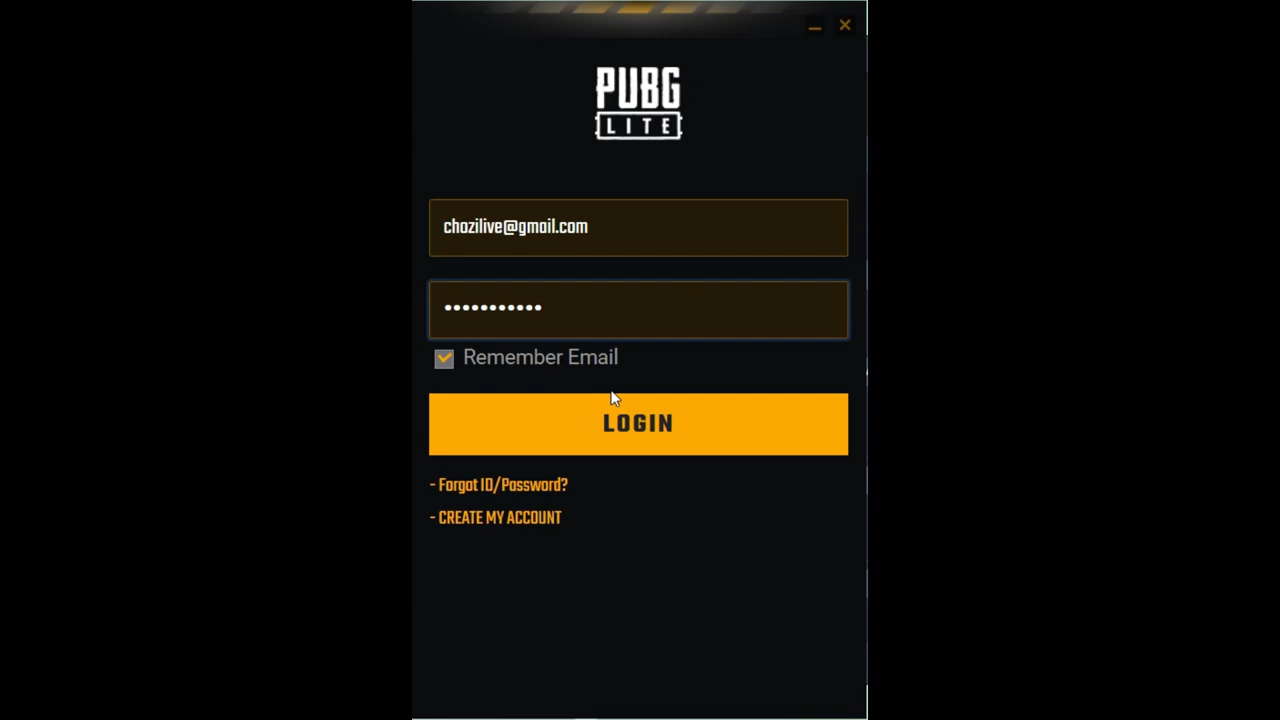 PUBG
LITE
chozilive@gmail.com
•••••••••••
Remember Email
LOGIN
- Forgot ID/Password?
- CREATE MY ACCOUNT